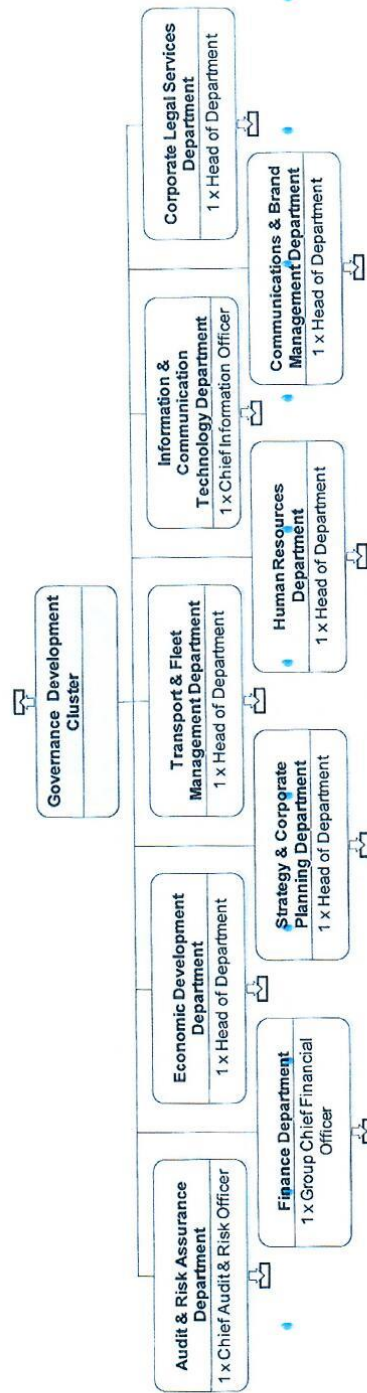 Governance Development
Cluster
Audit & Risk Assurance
Department
1 x Chief Audit & Risk Officer
Economic Development
Department
1 x Head of Department
Transport & Fleet
Management Department
1 x Head of Department
Information &
Communication
Technology Department
1 x Chief Information Officer
Corporate Legal Services
Department
1 x Head of Department
Finance Department
1 x Group Chief Financial
Officer
Strategy & Corporate
Planning Department
1 x Head of Department
Human Resources
Department
1 x Head of Department
Communications & Brand
Management Department
1 x Head of Department